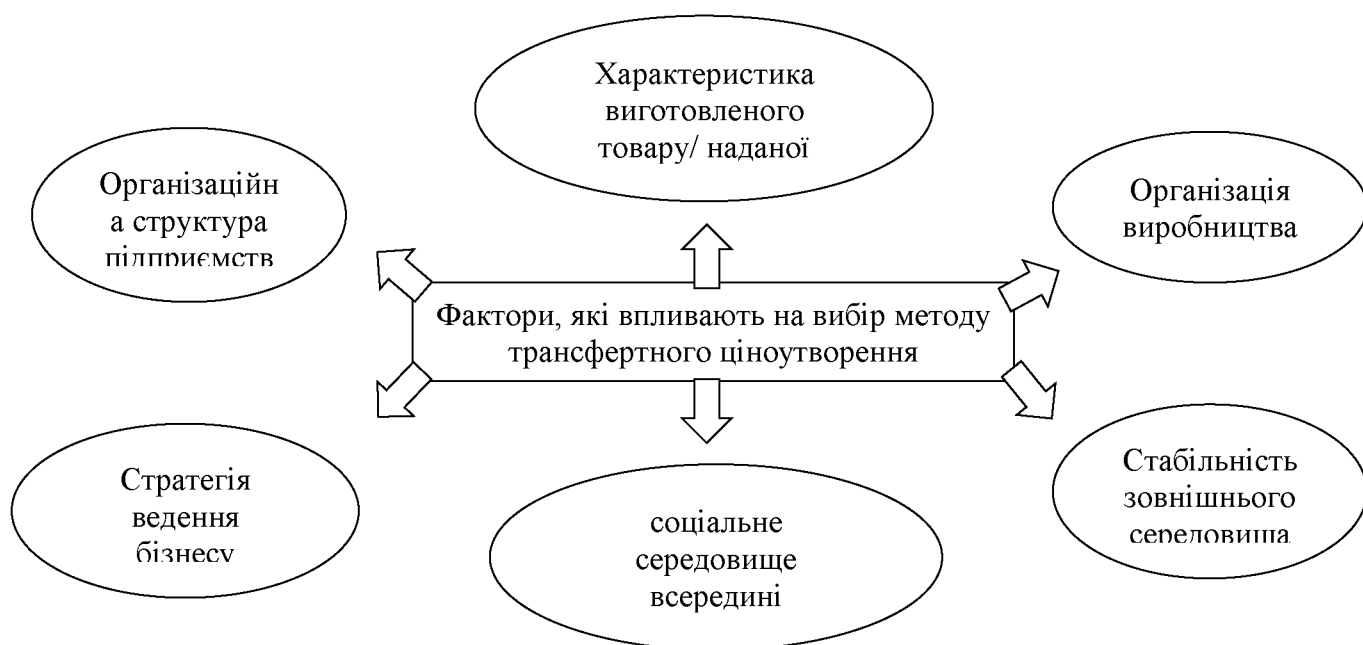 Характеристика
виготовленого
товару/ наданої
Організаційн
а структура
підприємств
Організація
виробництва
Фактори, які впливають на вибір методу
трансфертного ціноутворення
Стратегія
ведення
бізнесу
соціальне
середовище
всередині
Стабільність
зовнішнього
середовища